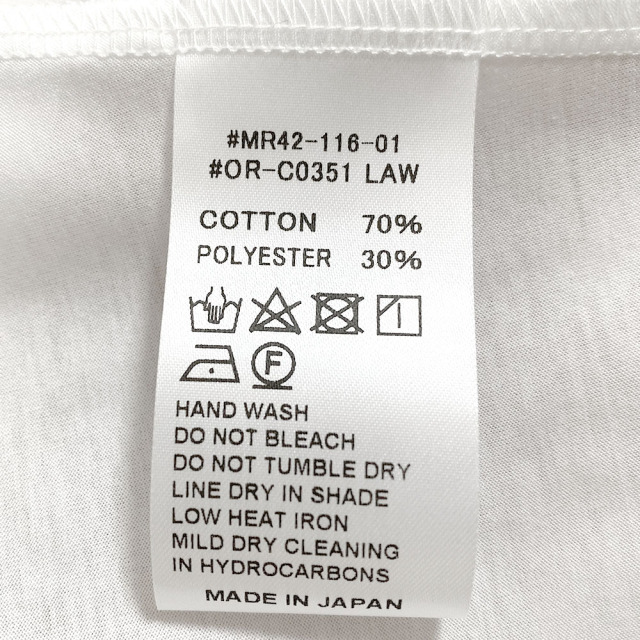 #MR42-116-01
#OR-C0351 LAW
COTTON 70%
POLYESTER 30%
F
HAND WASH
DO NOT BLEACH
DO NOT TUMBLE DRY
LINE DRY IN SHADE
LOW HEAT IRON
MILD DRY CLEANING
IN HYDROCARBONS
MADE IN JAPAN